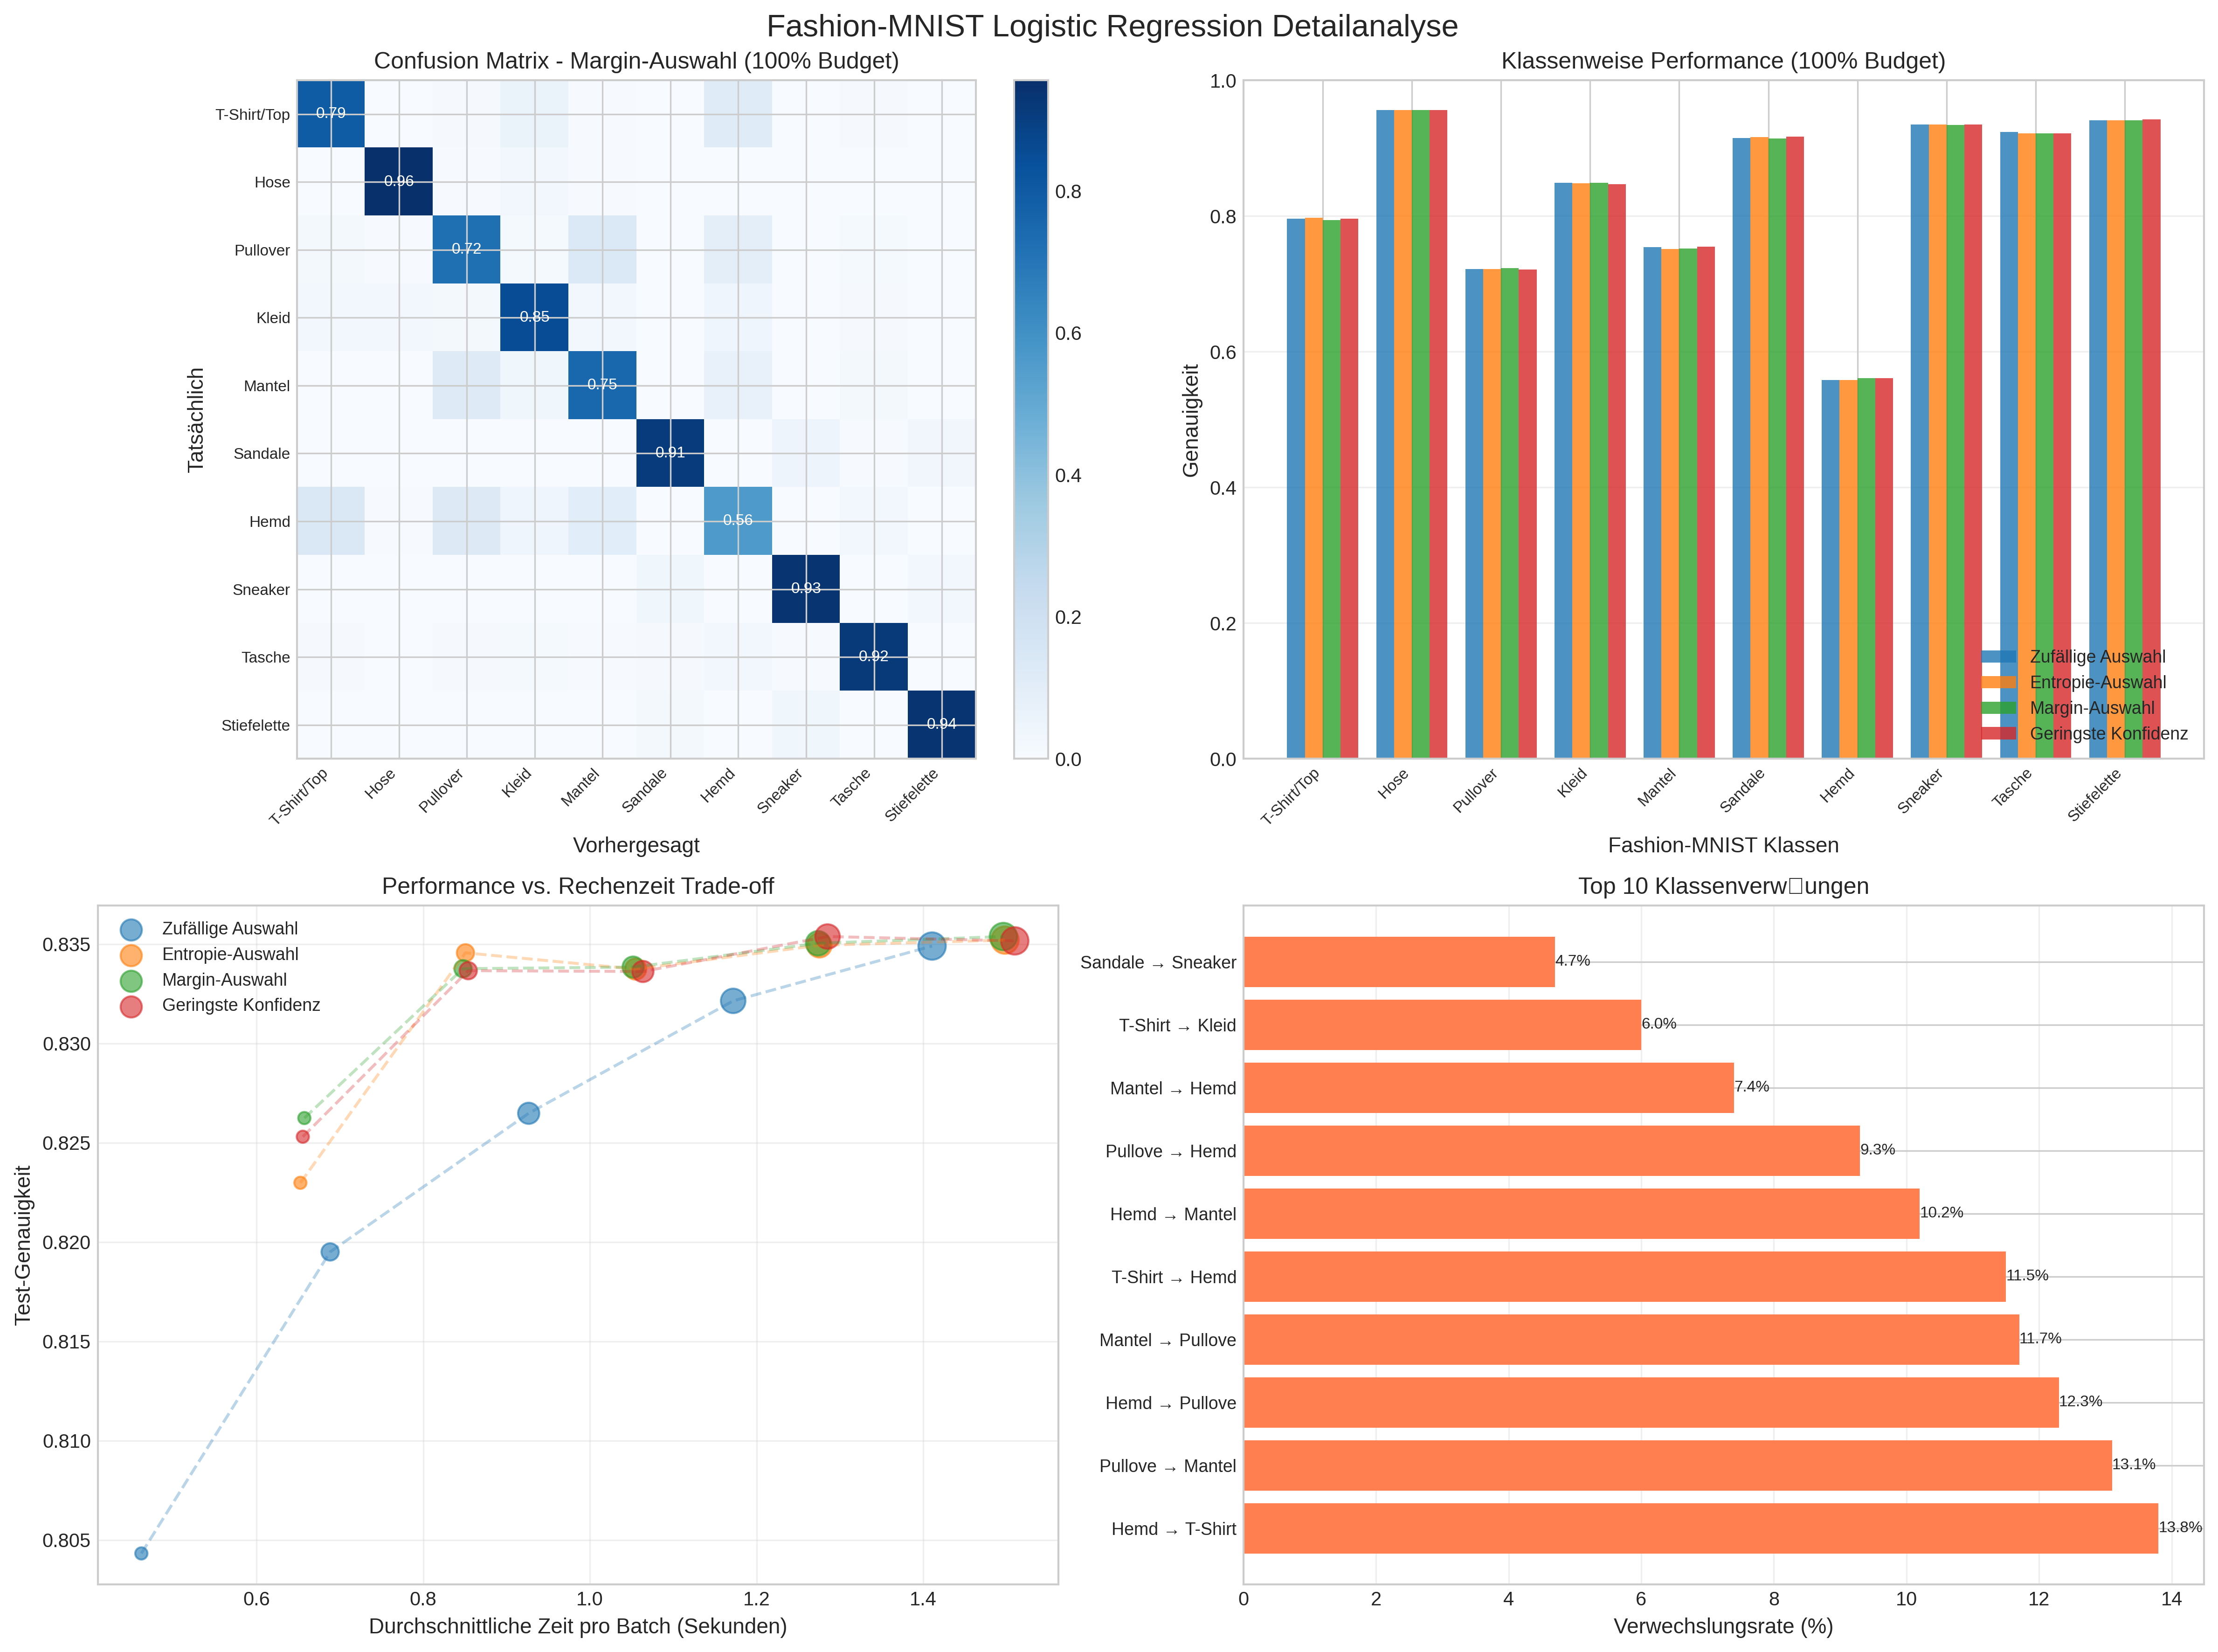 Fashion-MNIST Logistic Regression Detailanalyse
Confusion Matrix - Margin-Auswahl (100% Budget)
Tatsächlich
T-Shirt/Top
Hose
Pullover
Kleid
Mantel
Sandale
Hemd
Sneaker
Tasche
Stiefelette
0.79
0.96
0.72
0.85
0.75
0.91
0.56
0.93
0.92
0.94
T-Shirt/Top
Hose
Pullover
Kleid
Mantel
Sandale
Hemd
Sneaker
Tasche
Stiefelette
Vorhergesagt
0.8
0.6
0.4
0.2
0.0
Klassenweise Performance (100% Budget)
Genauigkeit
1.0
0.8
0.6
0.4
0.2
0.0
Zufällige Auswahl
Entropie-Auswahl
Margin-Auswahl
Geringste Konfidenz
T-Shirt/Top
Hose
Pullover
Kleid
Mantel
Sandale
Hemd
Sneaker
Tasche
Stiefelette
Fashion-MNIST Klassen
Performance vs. Rechenzeit Trade-off
Zufällige Auswahl
Entropie-Auswahl
Margin-Auswahl
Geringste Konfidenz
Test-Genauigkeit
0.835
0.830
0.825
0.820
0.815
0.810
0.805
0.6 0.8 1.0 1.2 1.4
Durchschnittliche Zeit pro Batch (Sekunden)
Top 10 Klassenverw□ungen
Sandale → Sneaker 4.7%
T-Shirt → Kleid 6.0%
Mantel → Hemd 7.4%
Pullove → Hemd 9.3%
Hemd → Mantel 10.2%
T-Shirt → Hemd 11.5%
Mantel → Pullove 11.7%
Hemd → Pullove 12.3%
Pullove → Mantel 13.1%
Hemd → T-Shirt 13.8%
0 2 4 6 8 10 12 14
Verwechslungsrate (%)